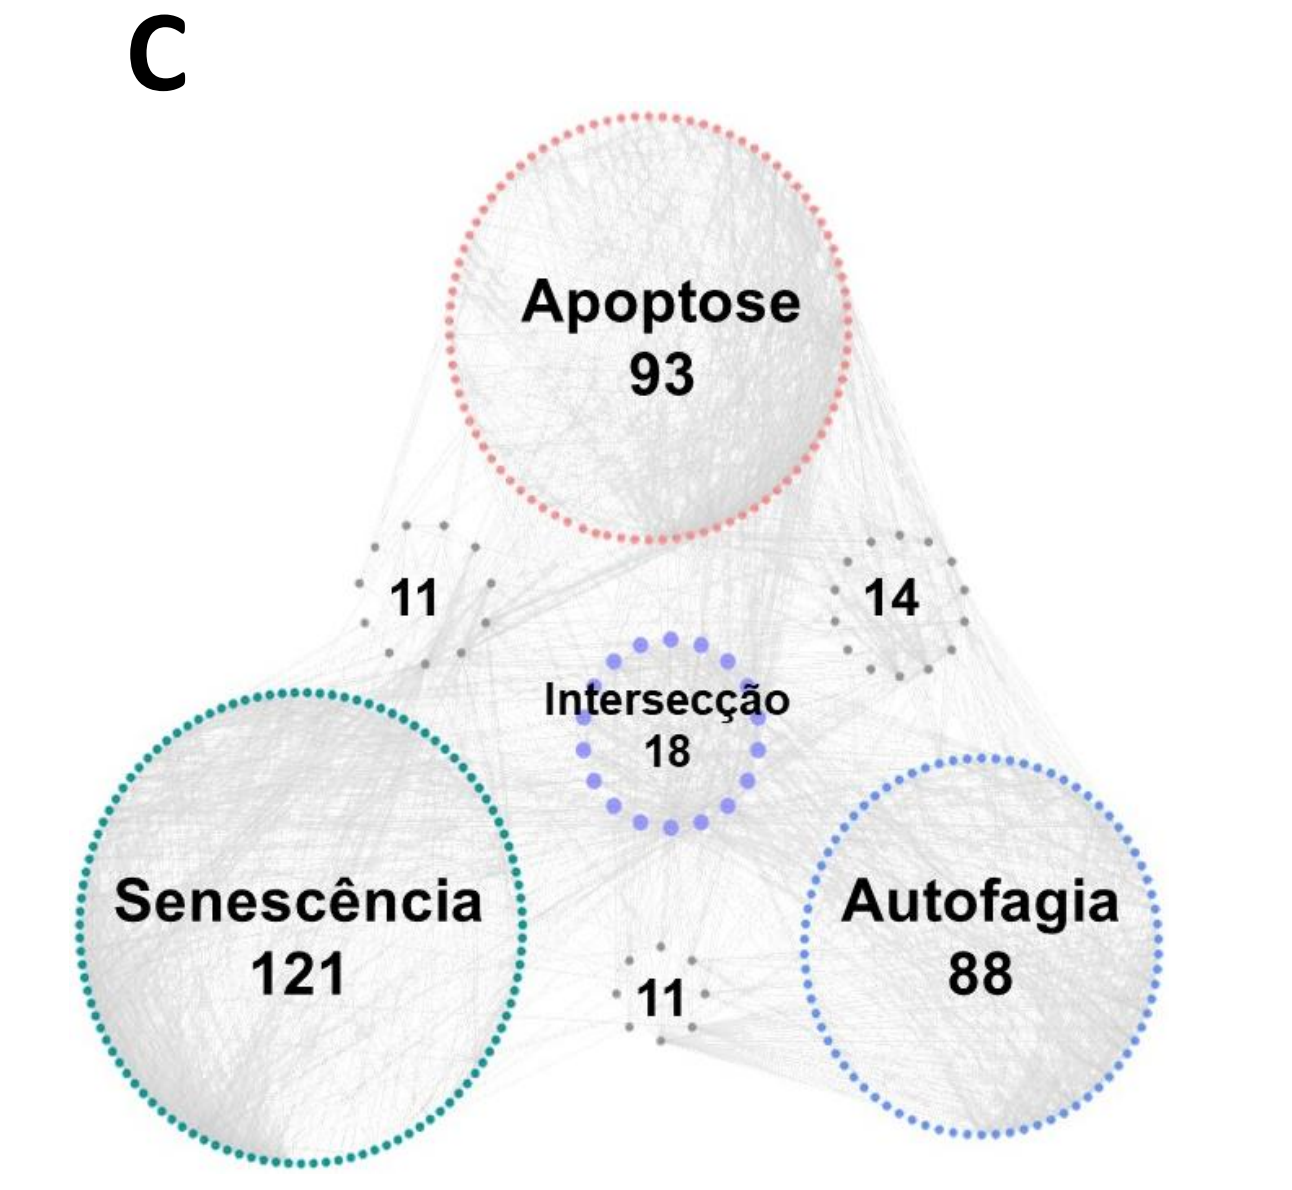 C
Apoptose
93
11
14
Intersecção
18
Senescência
121
Autofagia
88
11